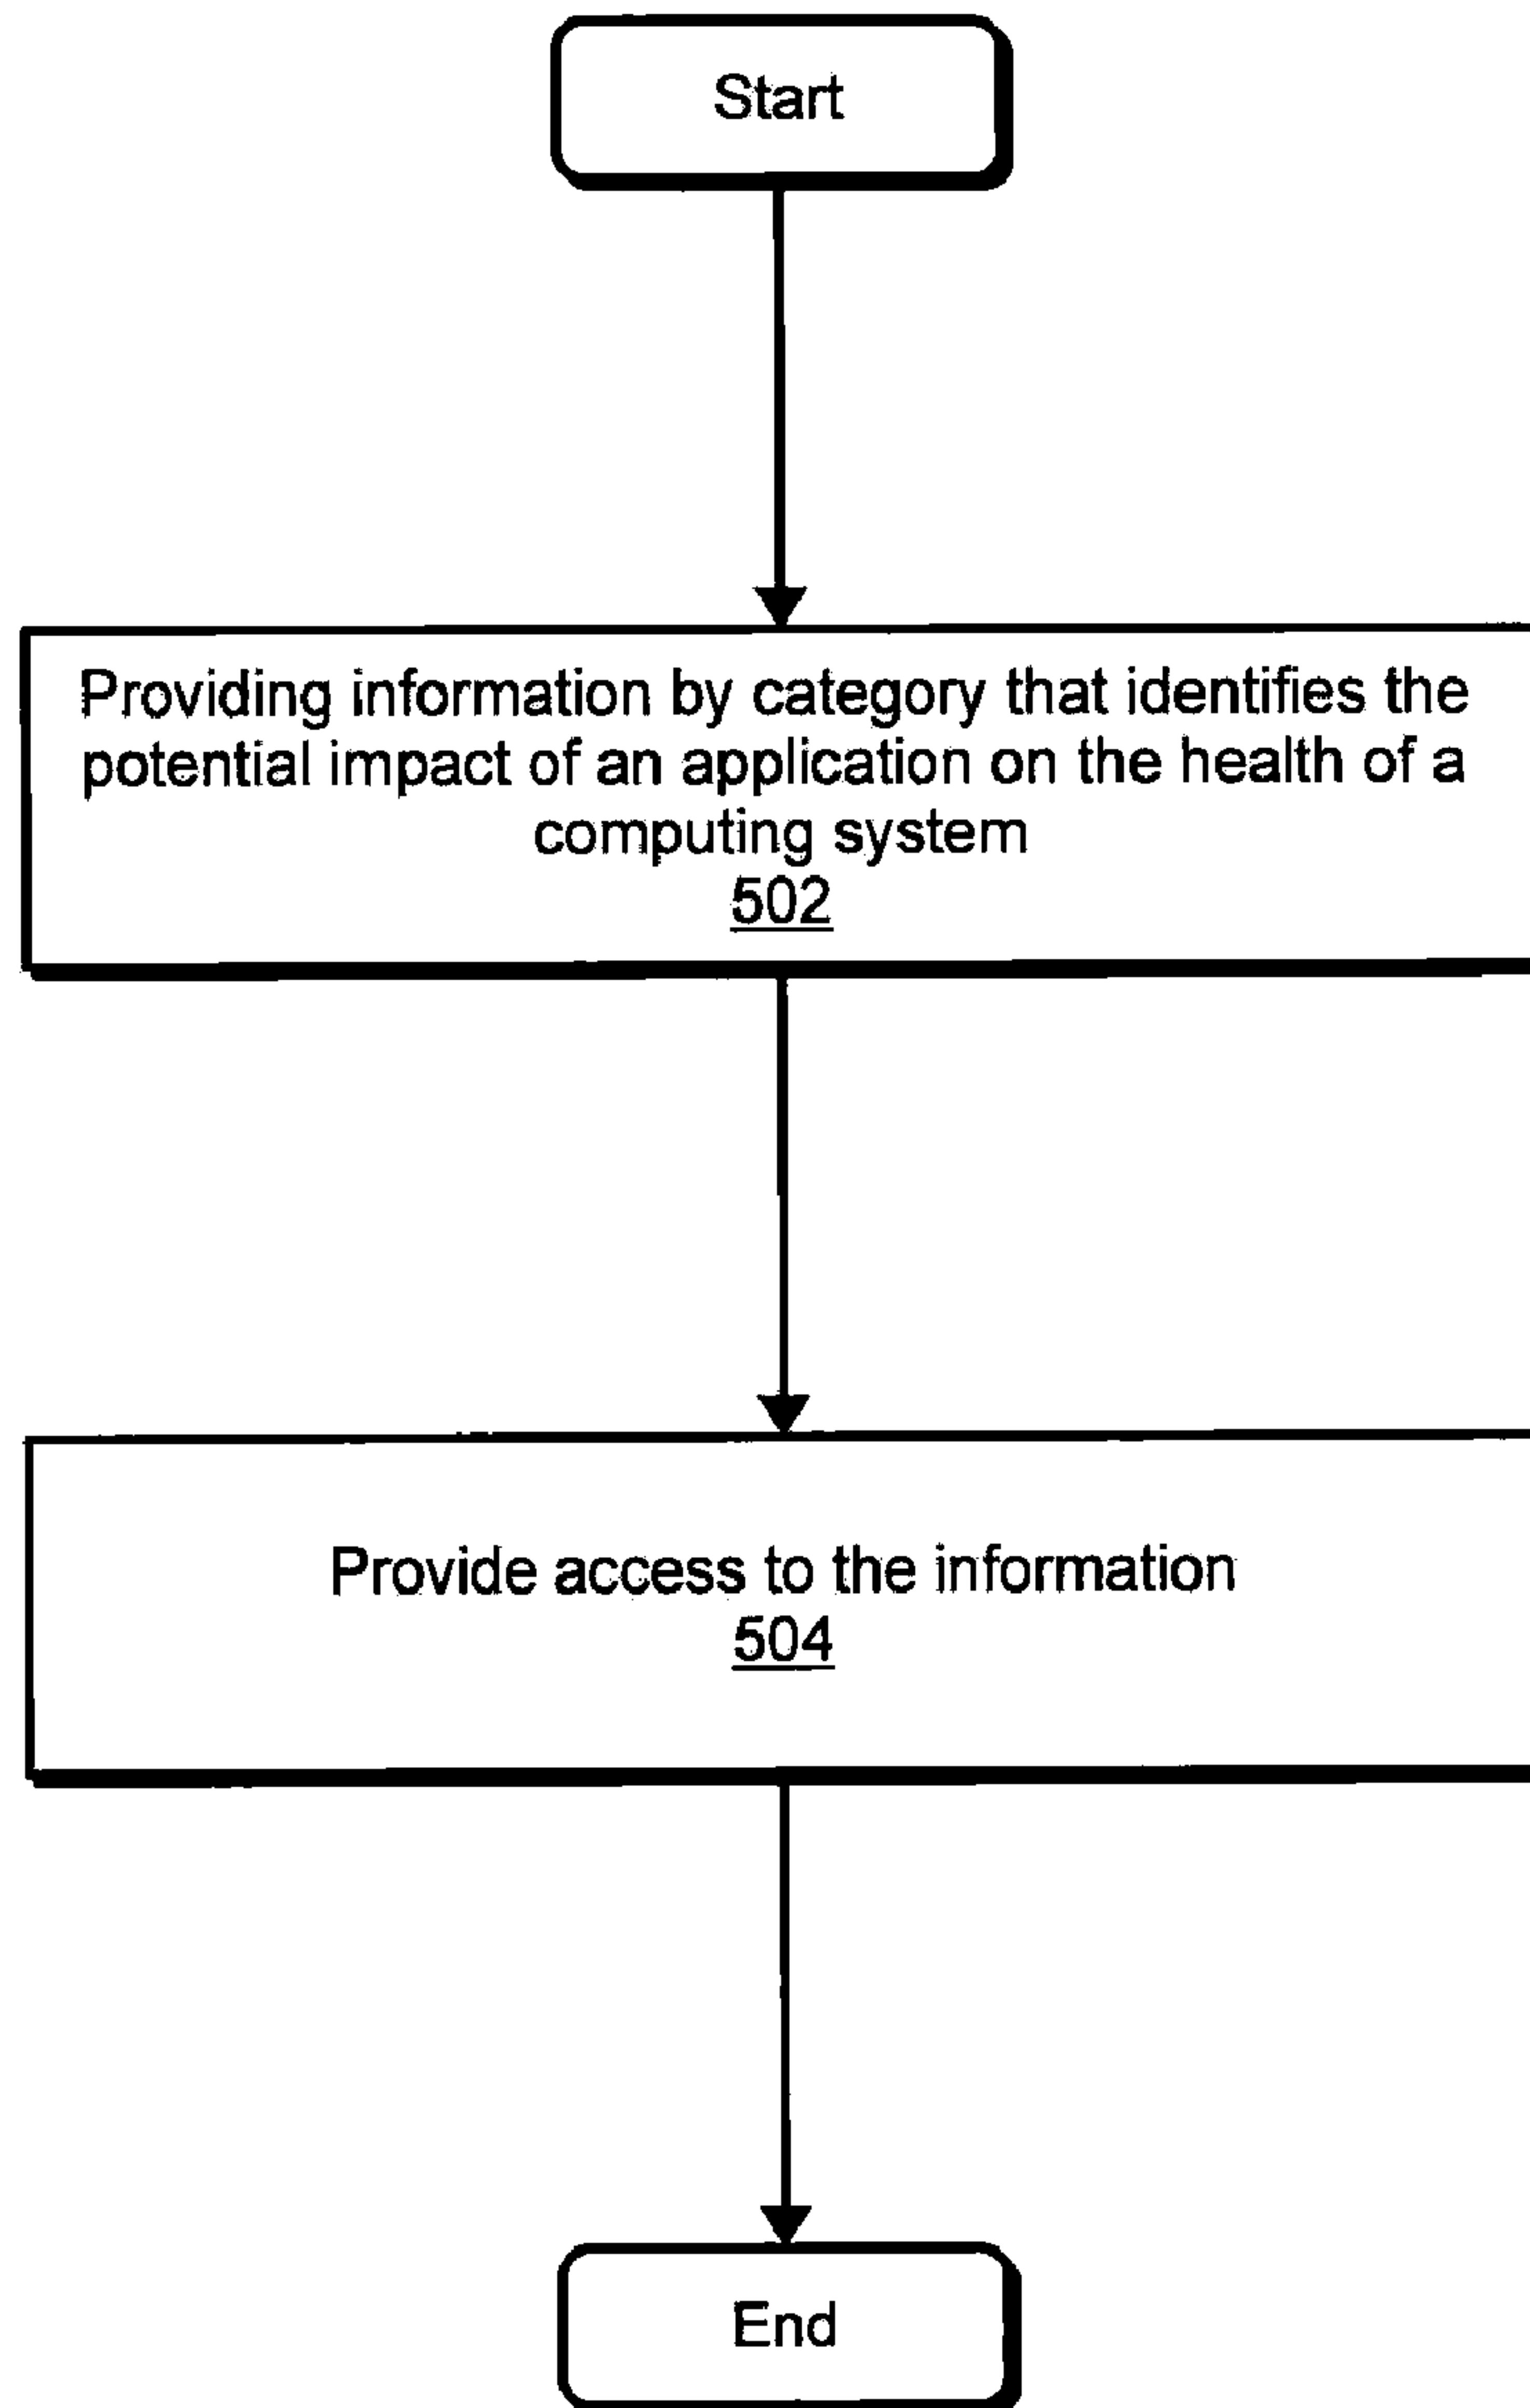 Start
Providing information by category that identifies the
potential impact of an application on the health of a
computing system
502
Provide access to the information
504
End